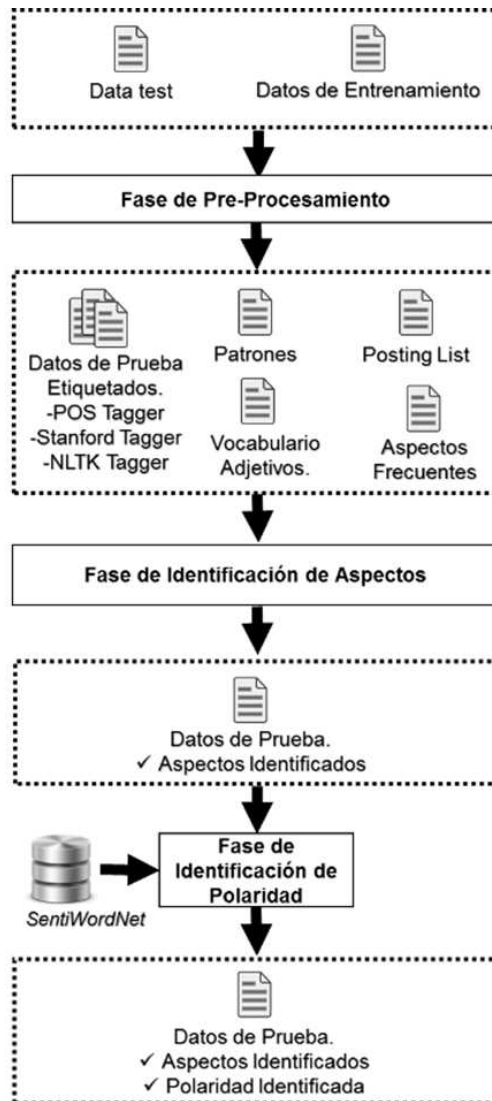 Data test
Datos de Entrenamiento
Fase de Pre-Procesamiento
Datos de Prueba
Etiquetados.
-POS Tagger
-Stanford Tagger
-NLTK Tagger
Patrones
Vocabulario
Adjetivos.
Posting List
Aspectos
Frecuentes
Fase de Identificación de Aspectos
Datos de Prueba.
✓ Aspectos Identificados
SentiWordNet
Fase de
Identificación de
Polaridad
Datos de Prueba.
✓ Aspectos Identificados
✓ Polaridad Identificada